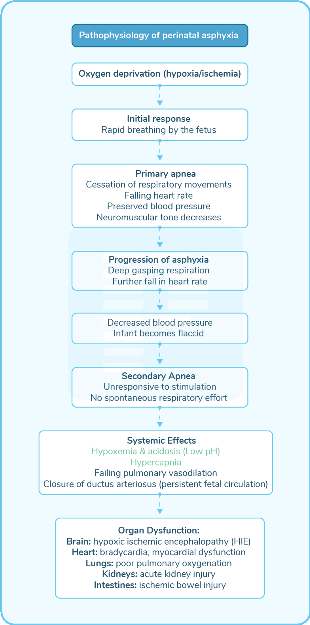 Pathophysiology of perinatal asphyxia
Oxygen deprivation (hypoxia/ischemia)
Initial response
Rapid breathing by the fetus
Primary apnea
Cessation of respiratory movements
Falling heart rate
Preserved blood pressure
Neuromuscular tone decreases
Progression of asphyxia
Deep gasping respiration
Further fall in heart rate
Decreased blood pressure
Infant becomes flaccid
Secondary Apnea
Unresponsive to stimulation
No spontaneous respiratory effort
Systemic Effects
Hypoxemia & acidosis (Low pH)
Hypercapnia
Failing pulmonary vasodilation
Closure of ductus arteriosus (persistent fetal circulation)
Organ Dysfunction:
Brain: hypoxic ischemic encephalopathy (HIE)
Heart: bradycardia, myocardial dysfunction
Lungs: poor pulmonary oxygenation
Kidneys: acute kidney injury
Intestines: ischemic bowel injury